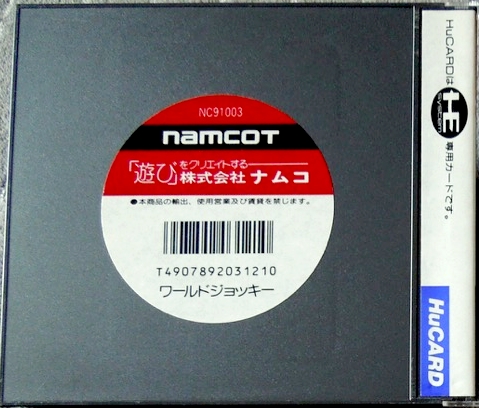 NC91003
namcot
「遊び」をクリエイトする
株式会社 ナムコ
●本商品の輸出、使用営業及び賃貸を禁じます。
T4907892031210
ワールドジョッキー
HuCARDは
HE
SYSTEM
専用カードです。
HuCARD